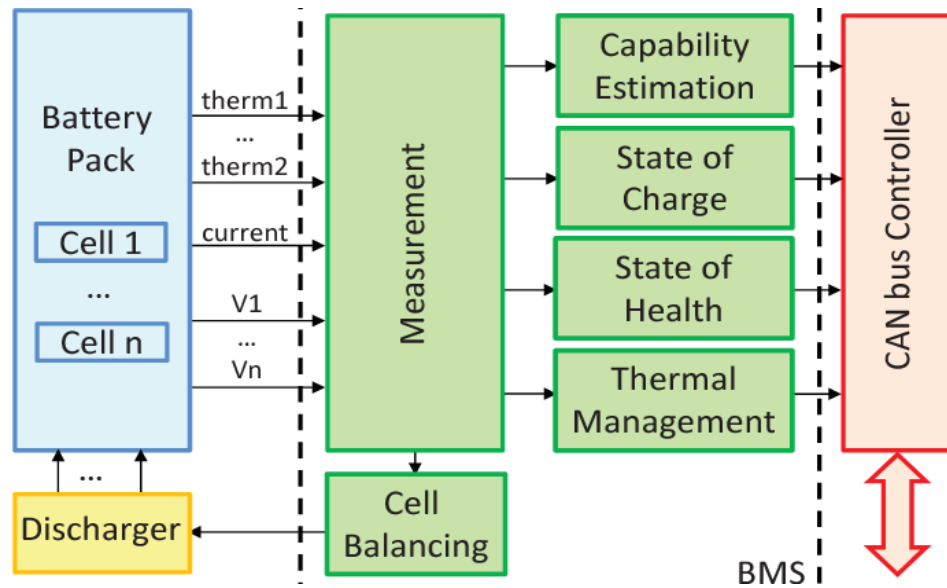 Battery
Pack
Cell 1
...
Cell n
therm1
...
therm2
current
V1
...
Vn
Measurement
Capability
Estimation
State of
Charge
State of
Health
Thermal
Management
CAN bus Controller
...
Discharger
Cell
Balancing
BMS